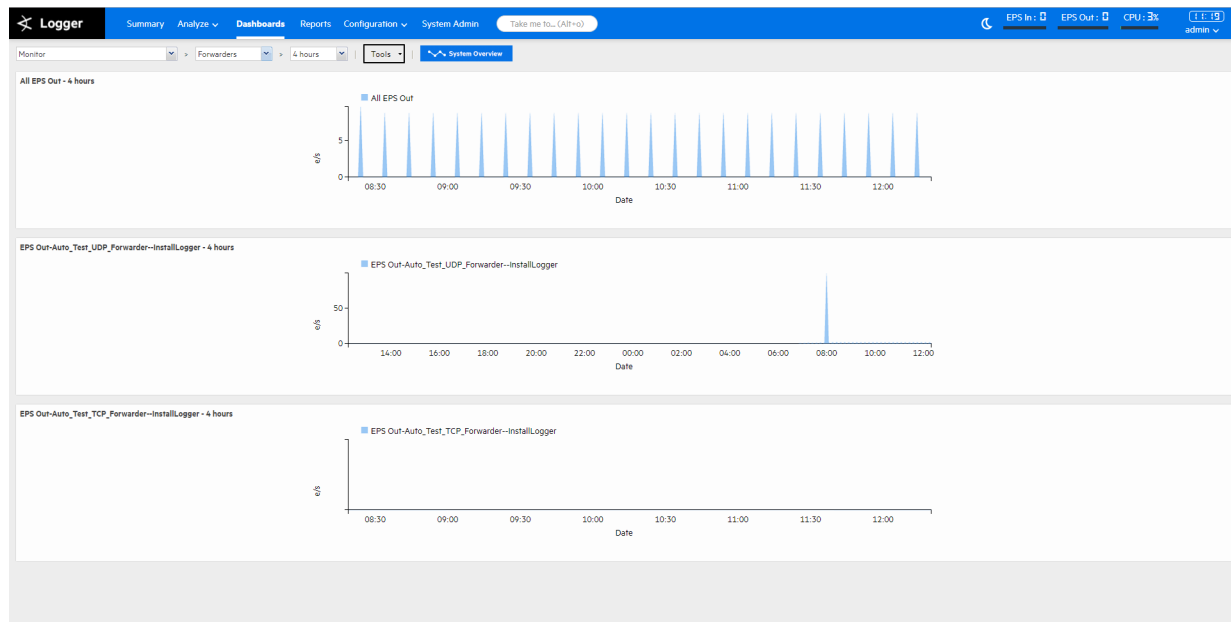 Logger Summary Analyze Dashboards Reports Configuration System Admin Take me to... (Alt+o) EPS In : 0 EPS Out : 0 CPU : 3% 11:19
admin
Monitor > Forwarders > 4 hours | Tools | System Overview
All EPS Out - 4 hours
All EPS Out
5
e/s
0
08:30 09:00 09:30 10:00 10:30 11:00 11:30 12:00
Date
EPS Out-Auto_Test_UDP_Forwarder--InstallLogger - 4 hours
EPS Out-Auto_Test_UDP_Forwarder--InstallLogger
50
e/s
0
14:00 16:00 18:00 20:00 22:00 00:00 02:00 04:00 06:00 08:00 10:00 12:00
Date
EPS Out-Auto_Test_TCP_Forwarder--InstallLogger - 4 hours
EPS Out-Auto_Test_TCP_Forwarder--InstallLogger
e/s
08:30 09:00 09:30 10:00 10:30 11:00 11:30 12:00
Date